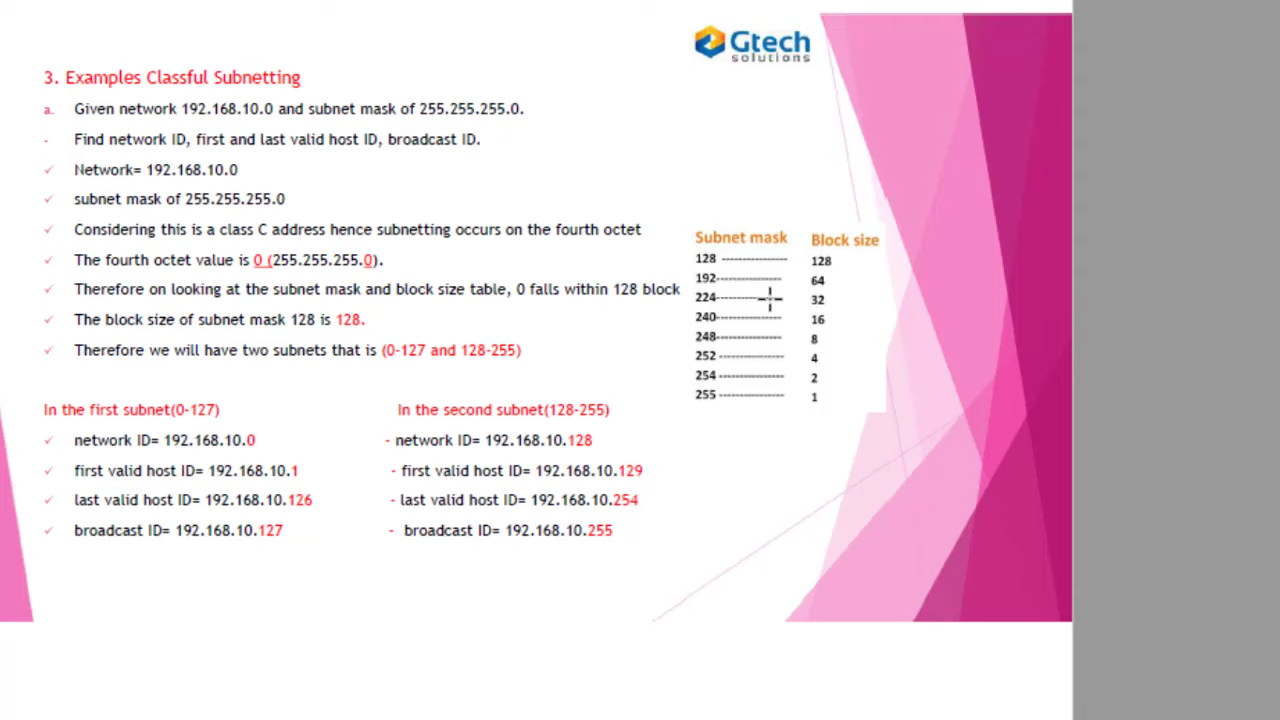 Gtech
solutions
3. Examples Classful Subnetting
a. Given network 192.168.10.0 and subnet mask of 255.255.255.0.
- Find network ID, first and last valid host ID, broadcast ID.
✓ Network= 192.168.10.0
✓ subnet mask of 255.255.255.0
✓ Considering this is a class C address hence subnetting occurs on the fourth octet
✓ The fourth octet value is 0 (255.255.255.0).
✓ Therefore on looking at the subnet mask and block size table, 0 falls within 128 block
✓ The block size of subnet mask 128 is 128.
✓ Therefore we will have two subnets that is (0-127 and 128-255)
Subnet mask Block size
128 ---------------- 128
192---------------- 64
224---------------- 32
240---------------- 16
248---------------- 8
252 ---------------- 4
254 ---------------- 2
255 ---------------- 1
In the first subnet(0-127)
✓ network ID= 192.168.10.0
✓ first valid host ID= 192.168.10.1
✓ last valid host ID= 192.168.10.126
✓ broadcast ID= 192.168.10.127
In the second subnet(128-255)
- network ID= 192.168.10.128
- first valid host ID= 192.168.10.129
- last valid host ID= 192.168.10.254
- broadcast ID= 192.168.10.255